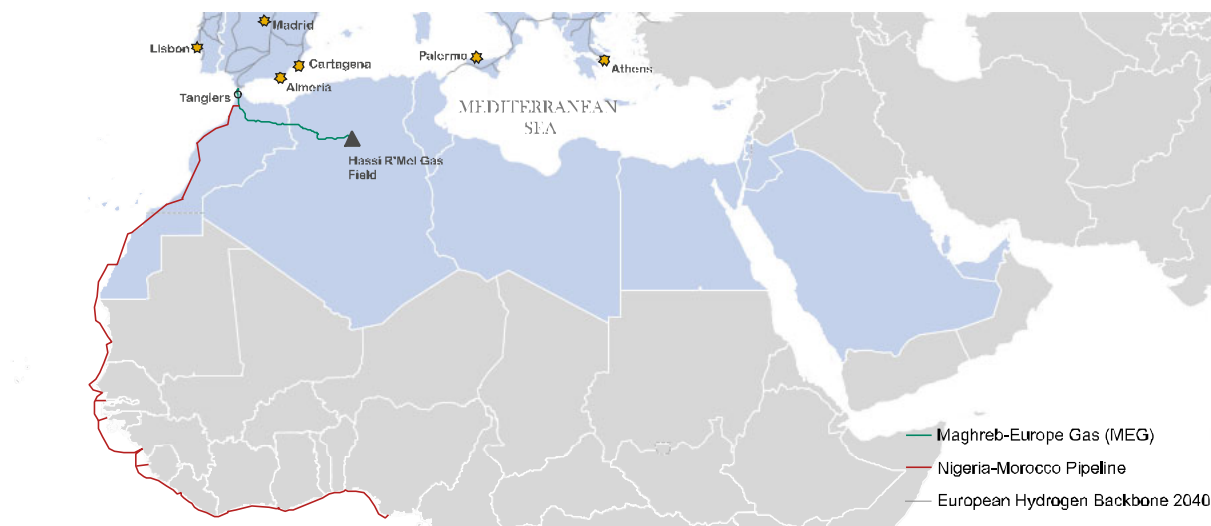 Madrid
Lisbon
Cartagena
Palermo
Athens
Almeria
Tangiers
MEDITERRANEAN
SEA
Hassi R'Mel Gas
Field
Maghreb-Europe Gas (MEG)
Nigeria-Morocco Pipeline
European Hydrogen Backbone 2040